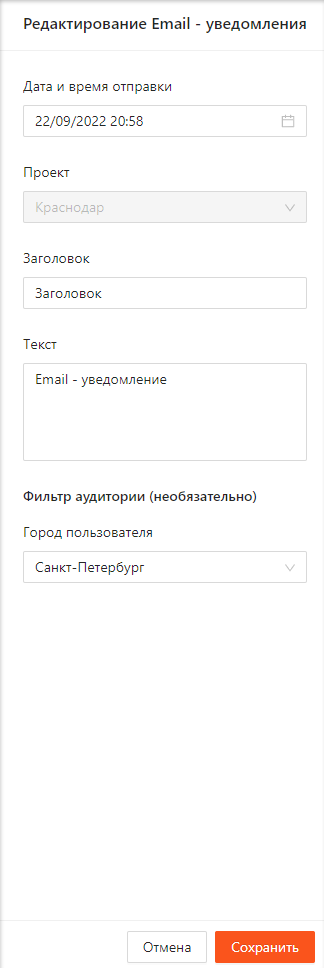 Редактирование Email - уведомления
Дата и время отправки
22/09/2022 20:58
Проект
Краснодар
Заголовок
Заголовок
Текст
Email - уведомление
Фильтр аудитории (необязательно)
Город пользователя
Санкт-Петербург
Отмена Сохранить